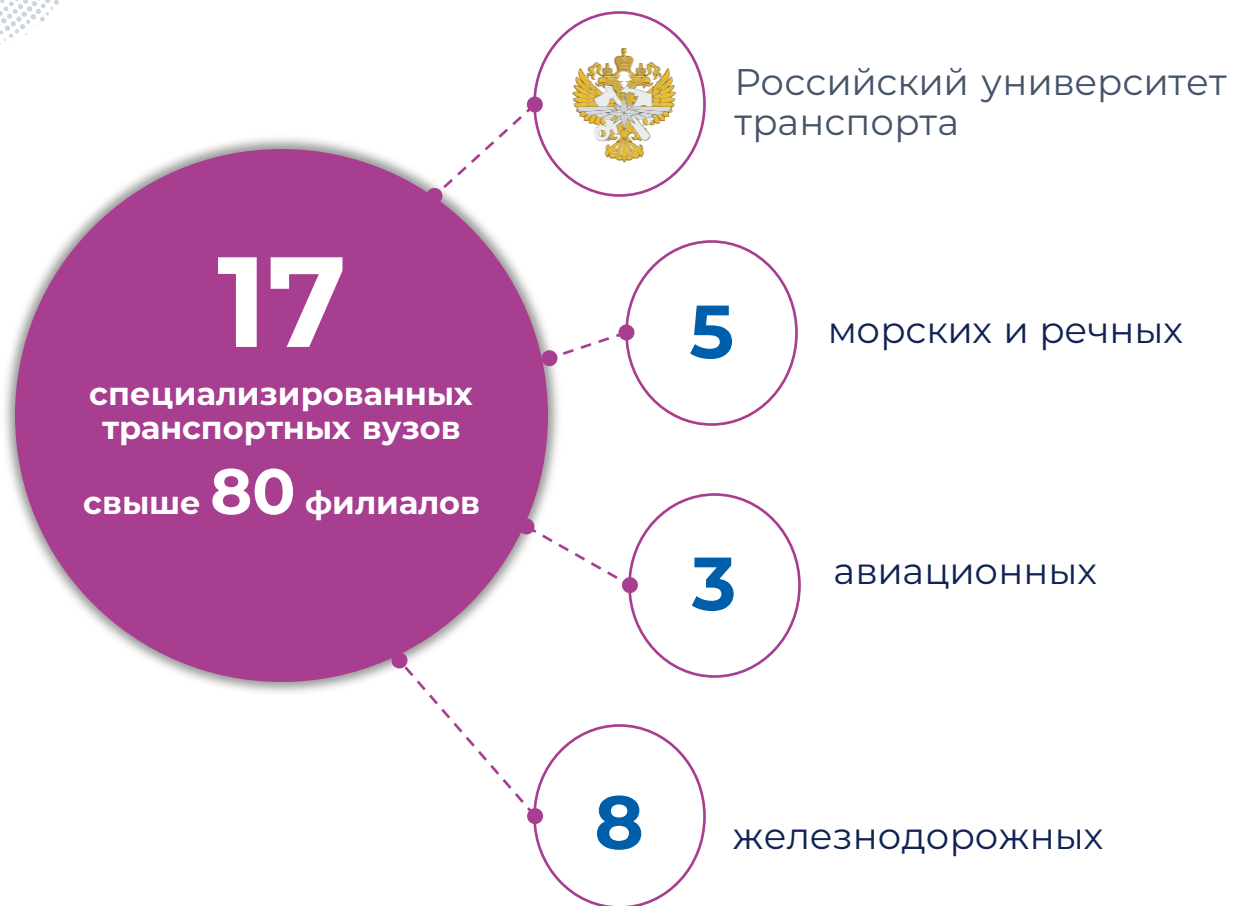 17
специализированных
транспортных вузов
свыше 80 филиалов
Российский университет
транспорта
5
морских и речных
3
авиационных
8
железнодорожных